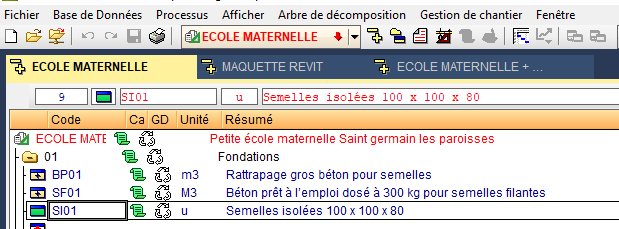 Fichier Base de Données Processus Afficher Arbre de décomposition Gestion de chantier Fenêtre
ECOLE MATERNELLE
ECOLE MATERNELLE MAQUETTE REVIT ECOLE MATERNELLE + ...
9 SI01 u Semelles isolées 100 x 100 x 80
Code Ca GD Unité Résumé
ECOLE MATE Petite école maternelle Saint germain les paroisses
01 Fondations
BP01 m3 Rattrapage gros béton pour semelles
SF01 M3 Béton prêt à l'emploi dosé à 300 kg pour semelles filantes
SI01 u Semelles isolées 100 x 100 x 80